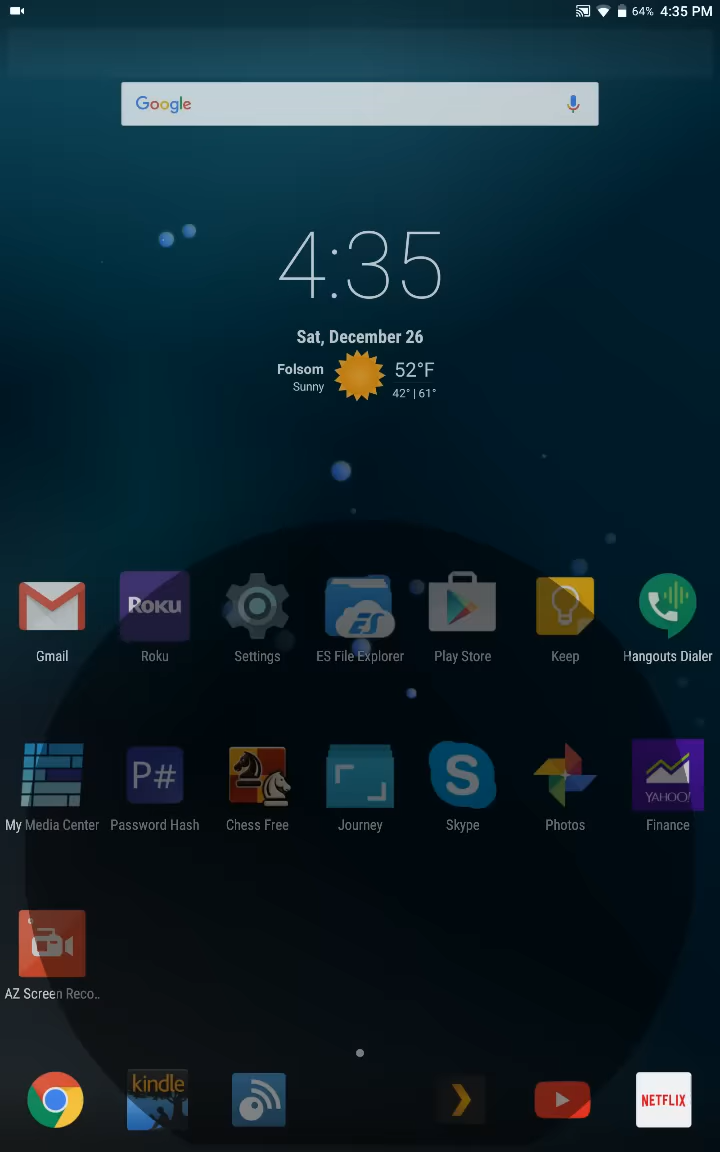 64% 4:35 PM
Google
4:35
Sat, December 26
Folsom
Sunny
52°F
42° | 61°
Roku
Gmail
Roku
Settings
ES
ES File Explorer
Play Store
Keep
Hangouts Dialer
P#
S
YAHOO!
My Media Center
Password Hash
Chess Free
Journey
Skype
Photos
Finance
AZ Screen Reco..
kindle
NETFLIX